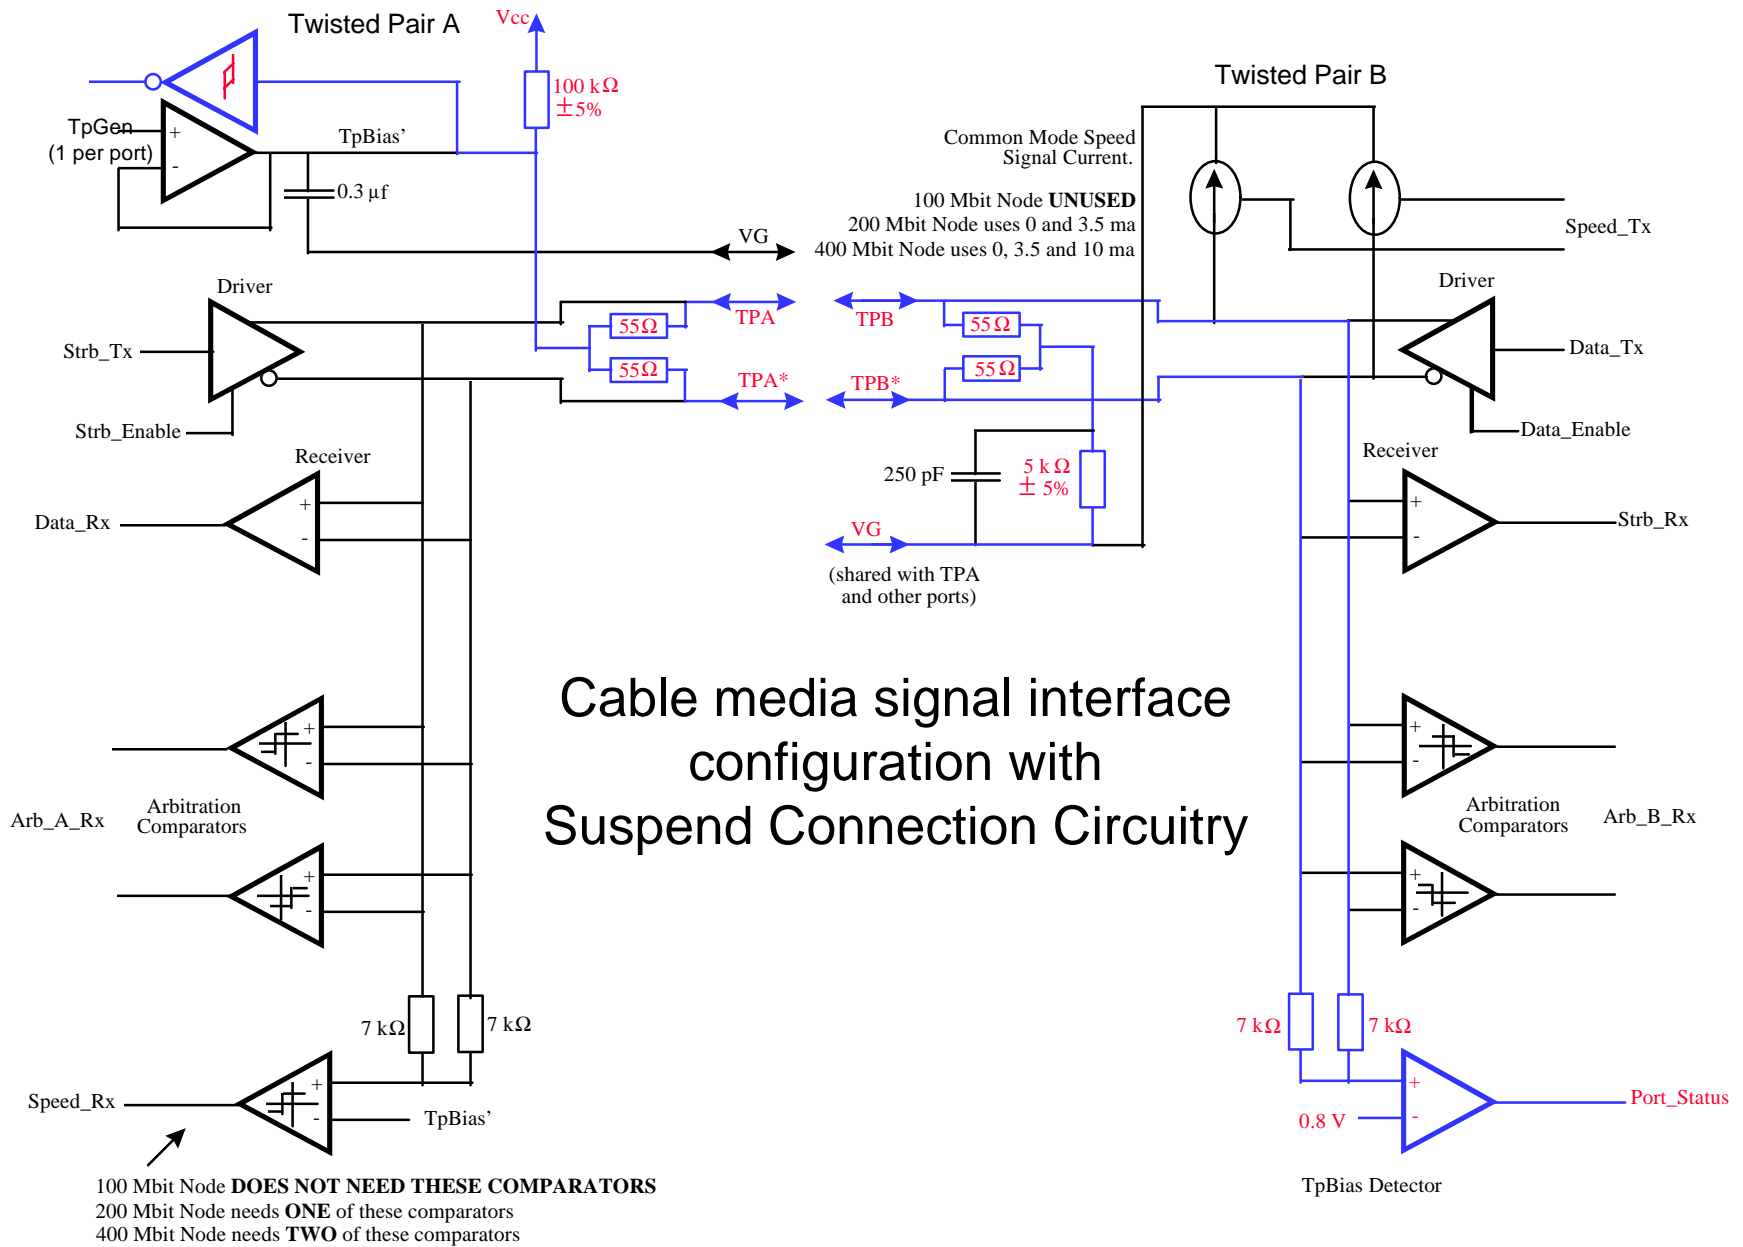 Twisted Pair A
Vcc
100 kΩ
±5%
TpGen
(1 per port)
+
-
TpBias’
0.3 µf
VG
Twisted Pair B
Common Mode Speed
Signal Current.
100 Mbit Node UNUSED
200 Mbit Node uses 0 and 3.5 ma
400 Mbit Node uses 0, 3.5 and 10 ma
Speed_Tx
Driver
Strb_Tx
Strb_Enable
55Ω
55Ω
TPA
TPA*
TPB
TPB*
55Ω
55Ω
Driver
Data_Tx
Data_Enable
Receiver
+
-
Data_Rx
250 pF
5 kΩ
± 5%
VG
(shared with TPA
and other ports)
Receiver
+
-
Strb_Rx
Cable media signal interface
configuration with
Suspend Connection Circuitry
+
-
Arb_A_Rx
Arbitration
Comparators
+
-
+
-
Arbitration
Comparators
Arb_B_Rx
+
-
7 kΩ
7 kΩ
Speed_Rx
+
-
TpBias’
7 kΩ
7 kΩ
0.8 V
+
-
Port_Status
TpBias Detector
100 Mbit Node DOES NOT NEED THESE COMPARATORS
200 Mbit Node needs ONE of these comparators
400 Mbit Node needs TWO of these comparators